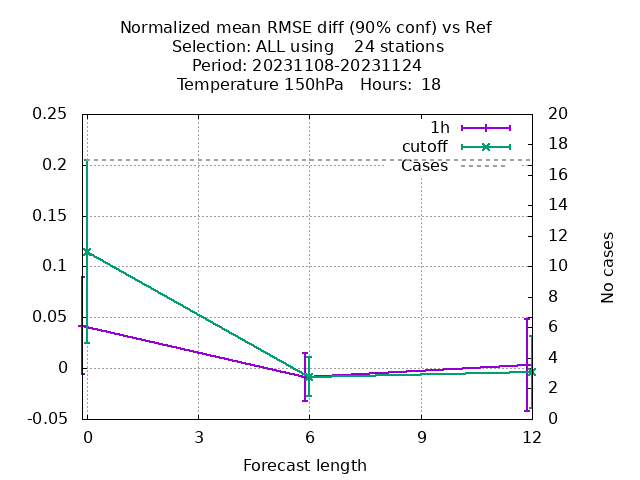 Normalized mean RMSE diff (90% conf) vs Ref
Selection: ALL using    24 stations
Period: 20231108-20231124
Temperature 150hPa   Hours:  18
1h
cutoff
Cases
0.25
0.2
0.15
0.1
0.05
0
-0.05
20
18
16
14
12
10
8
6
4
2
0
No cases
0
3
6
9
12
Forecast length